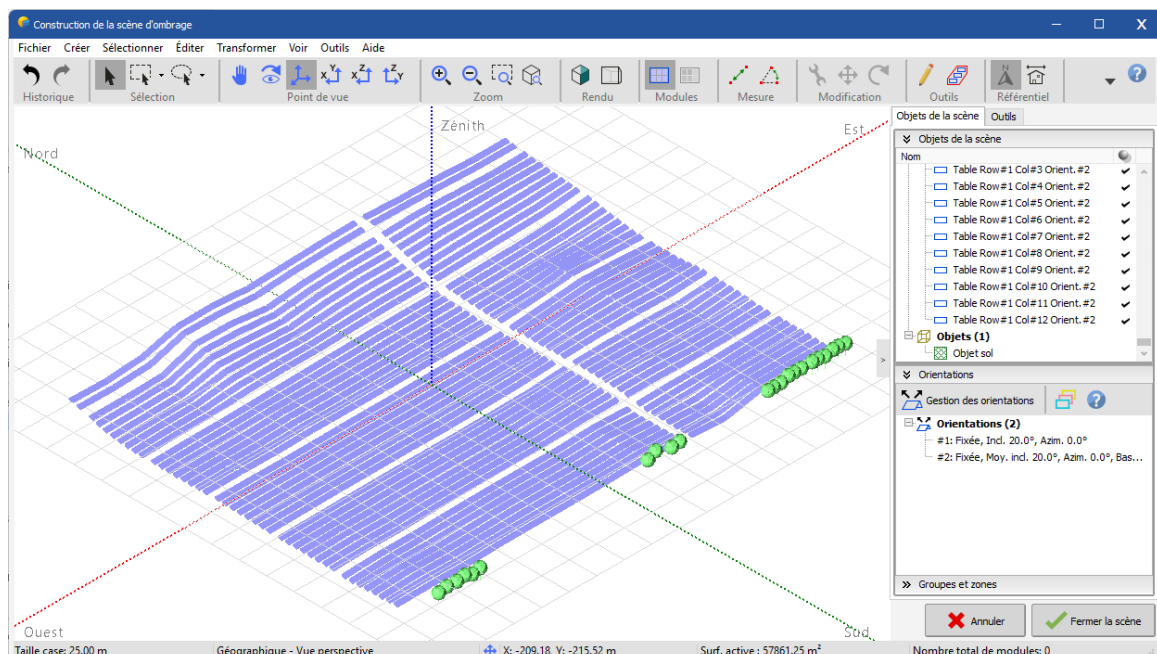 Construction de la scène d'ombrage
Fichier Créer Sélectionner Éditer Transformer Voir Outils Aide
Historique Sélection Point de vue Zoom Rendu Modules Mesure Modification Outils Référentiel
Objets de la scène Outils
Objets de la scène
Nom
Table Row#1 Col#3 Orient. #2
Table Row#1 Col#4 Orient. #2
Table Row#1 Col#5 Orient. #2
Table Row#1 Col#6 Orient. #2
Table Row#1 Col#7 Orient. #2
Table Row#1 Col#8 Orient. #2
Table Row#1 Col#9 Orient. #2
Table Row#1 Col#10 Orient. #2
Table Row#1 Col#11 Orient. #2
Table Row#1 Col#12 Orient. #2
Objets (1)
Objet sol
Orientations
Gestion des orientations
Orientations (2)
#1: Fixée, Incl. 20.0°, Azim. 0.0°
#2: Fixée, Moy. incl. 20.0°, Azim. 0.0°, Bas...
Groupes et zones
Annuler Fermer la scène
Zénith
Est
Nord
Ouest
Sud
Taille case: 25.00 m Géographique - Vue perspective X: -209.18, Y: -215.52 m Surf. active : 57861.25 m² Nombre total de modules: 0